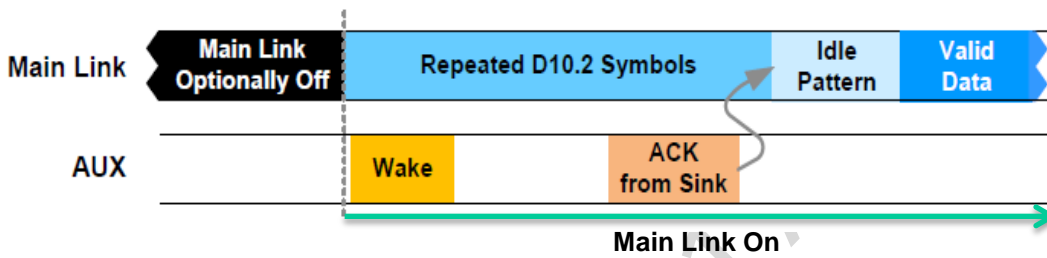 Main Link
Main Link
Optionally Off
Repeated D10.2 Symbols
Idle
Pattern
Valid
Data
AUX
Wake
ACK
from Sink
Main Link On